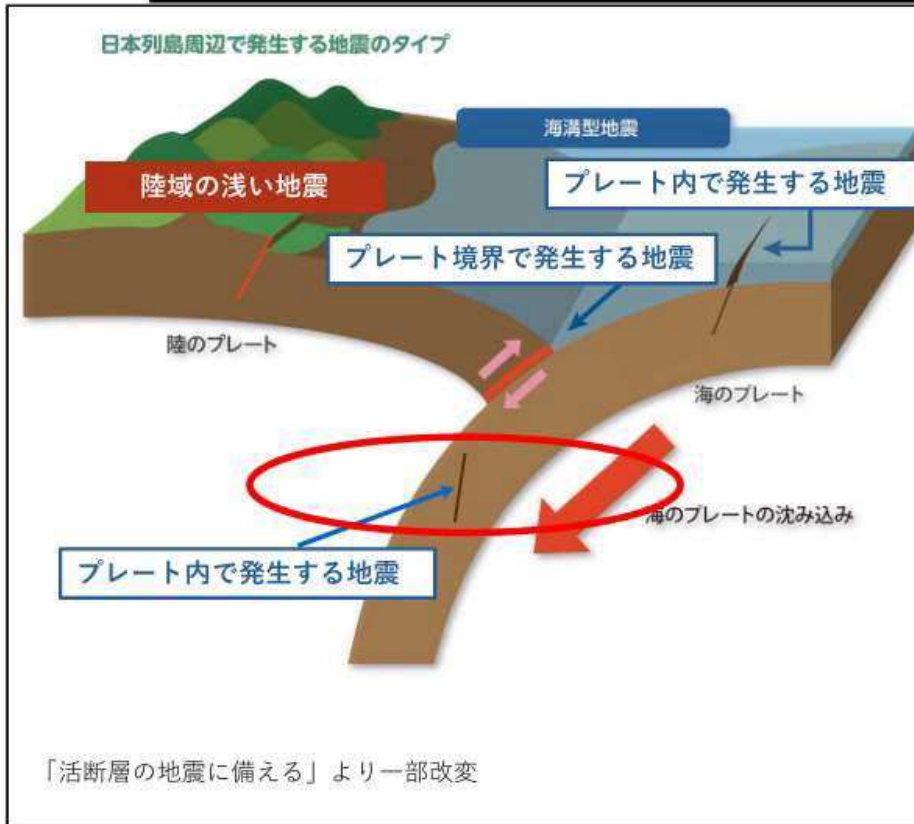 日本列島周辺で発生する地震のタイプ
海溝型地震
陸域の浅い地震
プレート内で発生する地震
プレート境界で発生する地震
陸のプレート
海のプレート
海のプレートの沈み込み
プレート内で発生する地震
「活断層の地震に備える」より一部改変